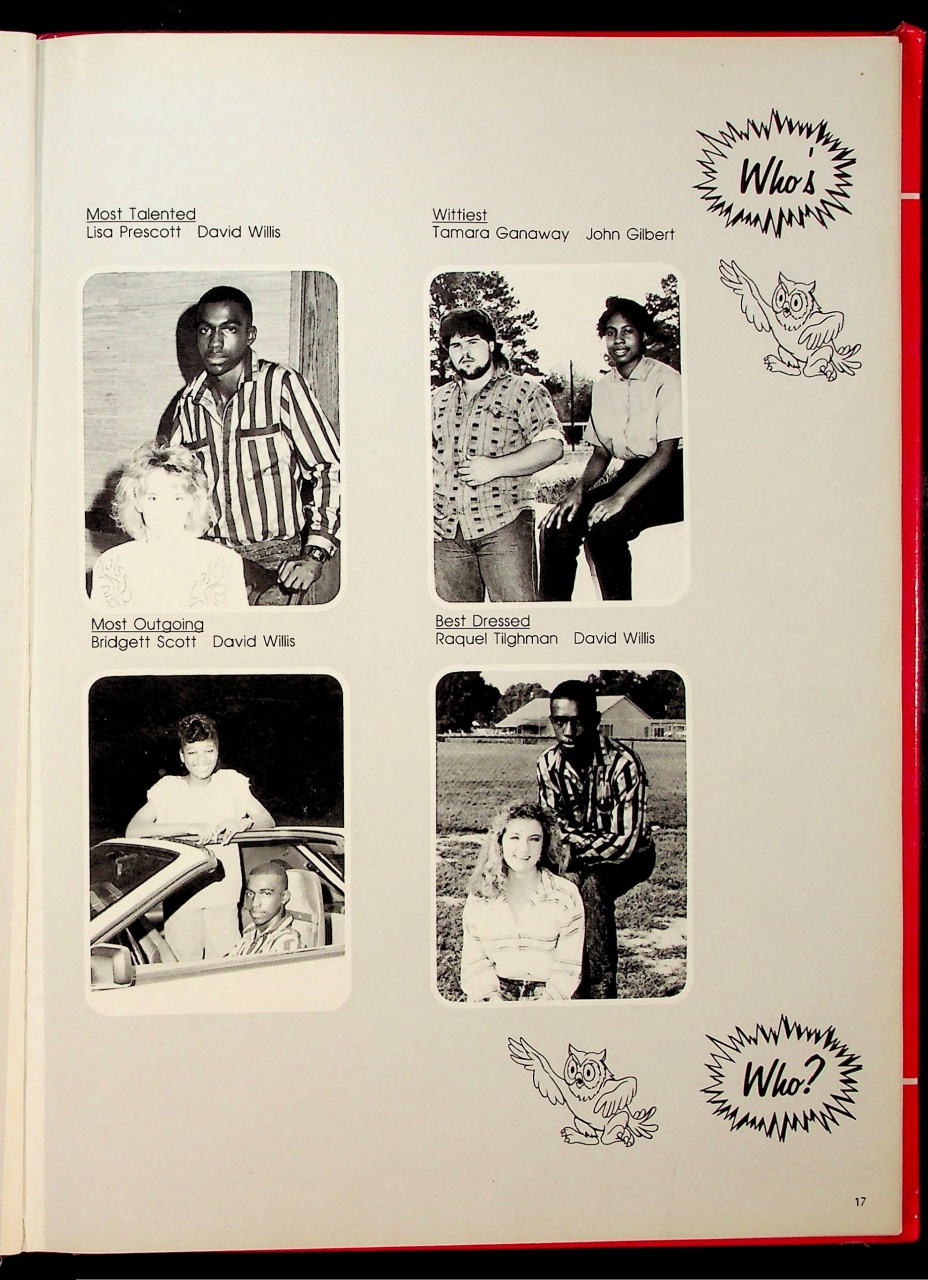 Who's
Most Talented
Lisa Prescott David Willis
Wittiest
Tamara Ganaway John Gilbert
Most Outgoing
Bridgett Scott David Willis
Best Dressed
Raquel Tilghman David Willis
Who?
17